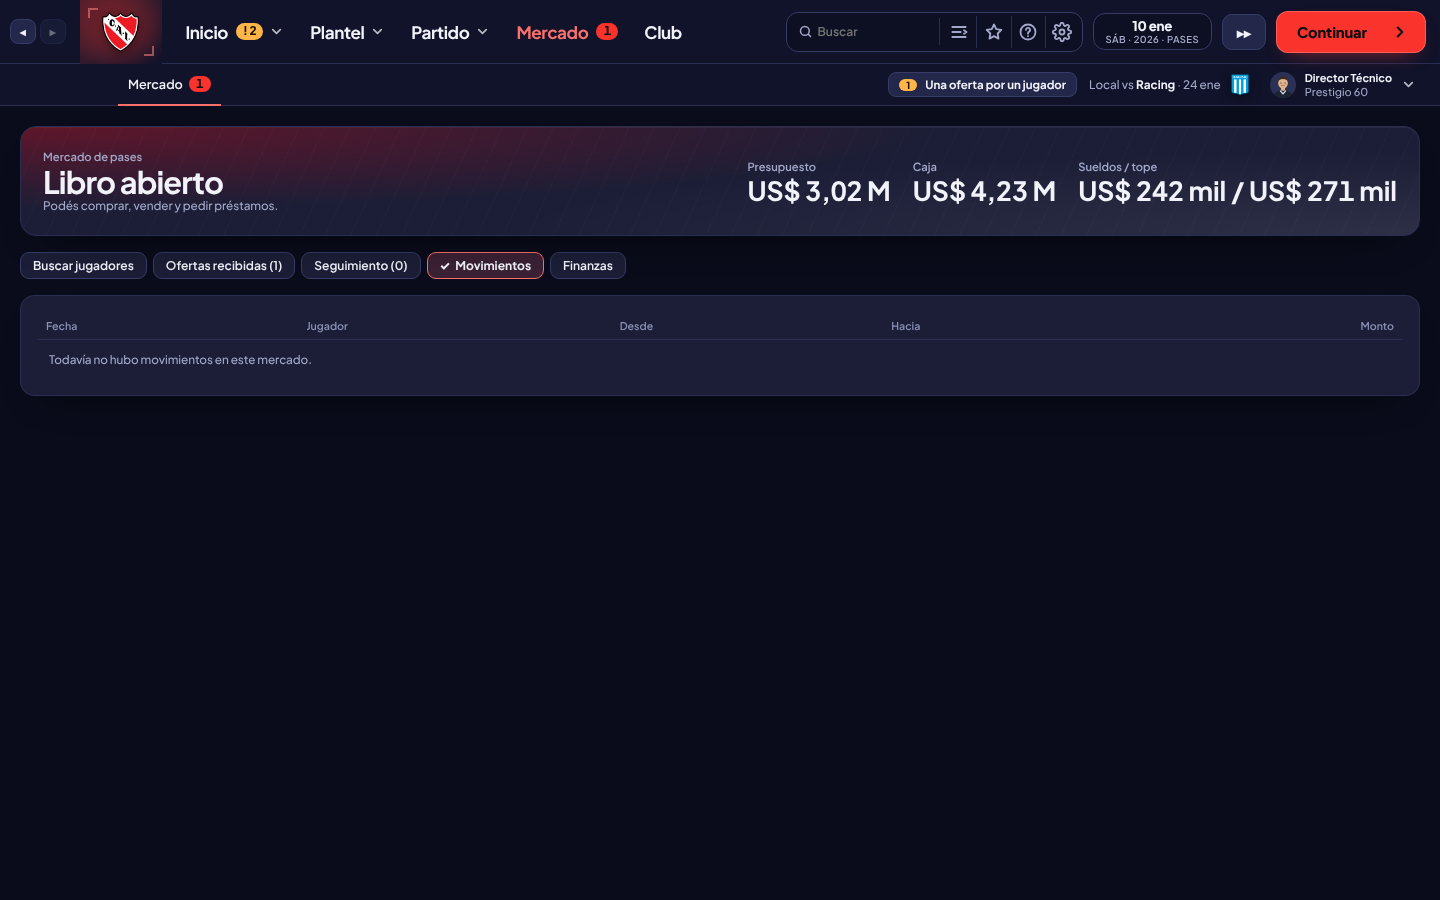 Inicio !2
Plantel
Partido
Mercado 1
Club
Buscar
10 ene
SÁB · 2026 · PASES
Continuar
Mercado 1
1 Una oferta por un jugador
Local vs Racing · 24 ene
Director Técnico
Prestigio 60
Mercado de pases
Libro abierto
Podés comprar, vender y pedir préstamos.
Presupuesto
US$ 3,02 M
Caja
US$ 4,23 M
Sueldos / tope
US$ 242 mil / US$ 271 mil
Buscar jugadores
Ofertas recibidas (1)
Seguimiento (0)
✓ Movimientos
Finanzas
Fecha Jugador Desde Hacia Monto
Todavía no hubo movimientos en este mercado.